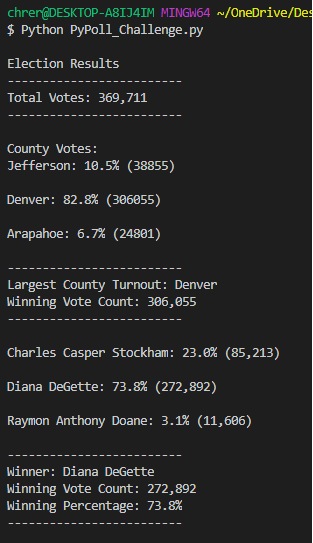 chrer@DESKTOP-A8IJ4IM MINGW64 ~/OneDrive/Des
$ Python PyPoll_Challenge.py
Election Results
-------------------------
Total Votes: 369,711
-------------------------
County Votes:
Jefferson: 10.5% (38855)
Denver: 82.8% (306055)
Arapahoe: 6.7% (24801)
-------------------------
Largest County Turnout: Denver
Winning Vote Count: 306,055
-------------------------
Charles Casper Stockham: 23.0% (85,213)
Diana DeGette: 73.8% (272,892)
Raymon Anthony Doane: 3.1% (11,606)
-------------------------
Winner: Diana DeGette
Winning Vote Count: 272,892
Winning Percentage: 73.8%
-------------------------